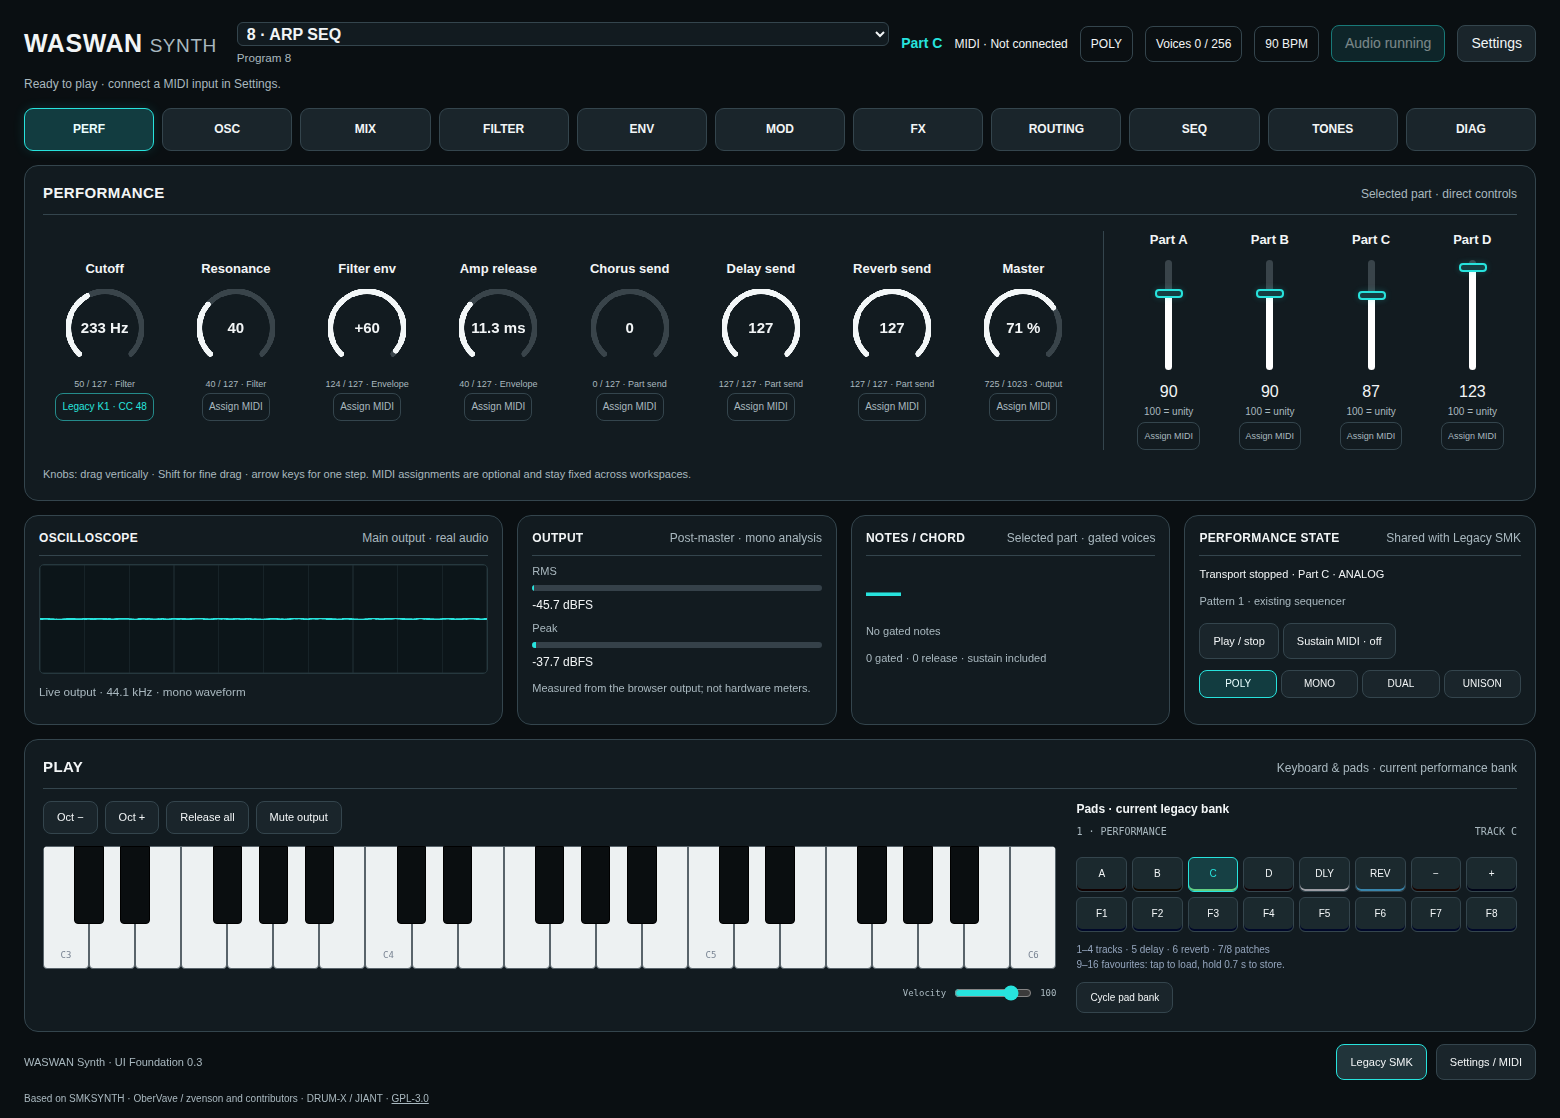 WASWAN SYNTH
8 · ARP SEQ
Program 8
Part C MIDI · Not connected POLY Voices 0 / 256 90 BPM Audio running Settings
Ready to play · connect a MIDI input in Settings.
PERF OSC MIX FILTER ENV MOD FX ROUTING SEQ TONES DIAG
PERFORMANCE Selected part · direct controls
Cutoff Resonance Filter env Amp release Chorus send Delay send Reverb send Master
233 Hz 40 +60 11.3 ms 0 127 127 71 %
50 / 127 · Filter 40 / 127 · Filter 124 / 127 · Envelope 40 / 127 · Envelope 0 / 127 · Part send 127 / 127 · Part send 127 / 127 · Part send 725 / 1023 · Output
Legacy K1 · CC 48 Assign MIDI Assign MIDI Assign MIDI Assign MIDI Assign MIDI Assign MIDI Assign MIDI
Part A Part B Part C Part D
90 90 87 123
100 = unity 100 = unity 100 = unity 100 = unity
Assign MIDI Assign MIDI Assign MIDI Assign MIDI
Knobs: drag vertically · Shift for fine drag · arrow keys for one step. MIDI assignments are optional and stay fixed across workspaces.
OSCILLOSCOPE Main output · real audio
Live output · 44.1 kHz · mono waveform
OUTPUT Post-master · mono analysis
RMS
-45.7 dBFS
Peak
-37.7 dBFS
Measured from the browser output; not hardware meters.
NOTES / CHORD Selected part · gated voices
—
No gated notes
0 gated · 0 release · sustain included
PERFORMANCE STATE Shared with Legacy SMK
Transport stopped · Part C · ANALOG
Pattern 1 · existing sequencer
Play / stop Sustain MIDI · off
POLY MONO DUAL UNISON
PLAY Keyboard & pads · current performance bank
Oct − Oct + Release all Mute output
C3 C4 C5 C6
Velocity 100
Pads · current legacy bank
1 · PERFORMANCE TRACK C
A B C D DLY REV − +
F1 F2 F3 F4 F5 F6 F7 F8
1–4 tracks · 5 delay · 6 reverb · 7/8 patches
9–16 favourites: tap to load, hold 0.7 s to store.
Cycle pad bank
WASWAN Synth · UI Foundation 0.3
Legacy SMK Settings / MIDI
Based on SMKSYNTH · OberVave / zvenson and contributors · DRUM-X / JIANT · GPL-3.0